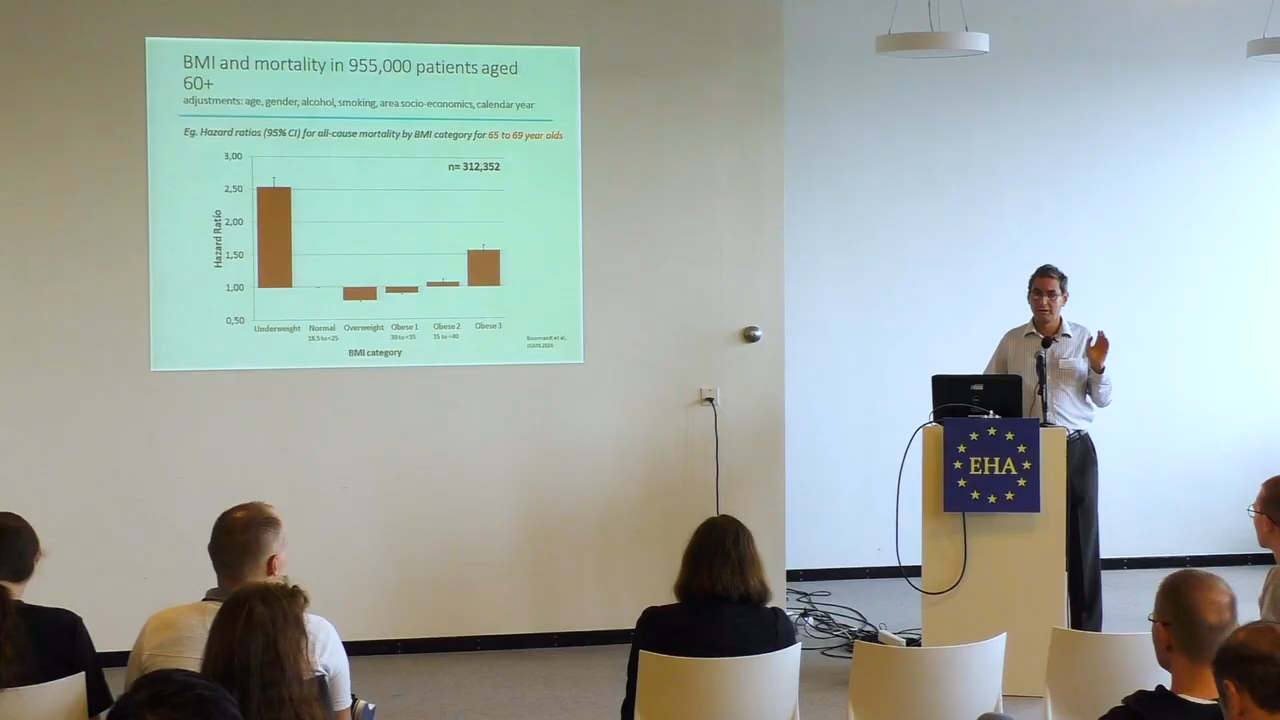 BMI and mortality in 955,000 patients aged
60+
adjustments: age, gender, alcohol, smoking, area socio-economics, calendar year
Eg. Hazard ratios (95% CI) for all-cause mortality by BMI category for 65 to 69 year olds
n= 312,352
Hazard Ratio
3,00
2,50
2,00
1,50
1,00
0,50
Underweight
Normal
18.5 to <25
Overweight
Obese 1
30 to <35
Obese 2
35 to <40
Obese 3
BMI category
EHA